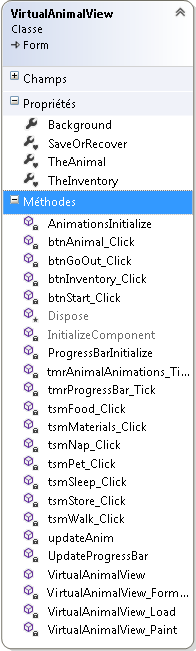 VirtualAnimalView
Classe
Form
Champs
Propriétés
Background
SaveOrRecover
TheAnimal
TheInventory
Méthodes
AnimationsInitialize
btnAnimal_Click
btnGoOut_Click
btnInventory_Click
btnStart_Click
Dispose
InitializeComponent
ProgressBarInitialize
tmrAnimalAnimations_Ti...
tmrProgressBar_Tick
tsmFood_Click
tsmMaterials_Click
tsmNap_Click
tsmPet_Click
tsmSleep_Click
tsmStore_Click
tsmWalk_Click
updateAnim
UpdateProgressBar
VirtualAnimalView
VirtualAnimalView_Form...
VirtualAnimalView_Load
VirtualAnimalView_Paint